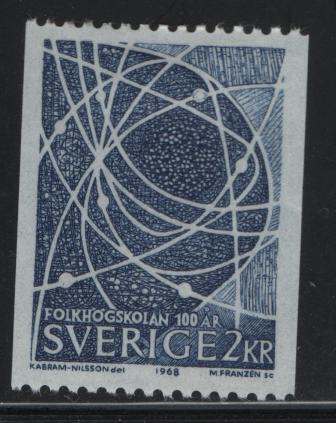 FOLKHÖGSKOLAN 100 ÅR
SVERIGE 2 KR
KABRAM-NILSSON del 1968 M.FRANZÉN sc